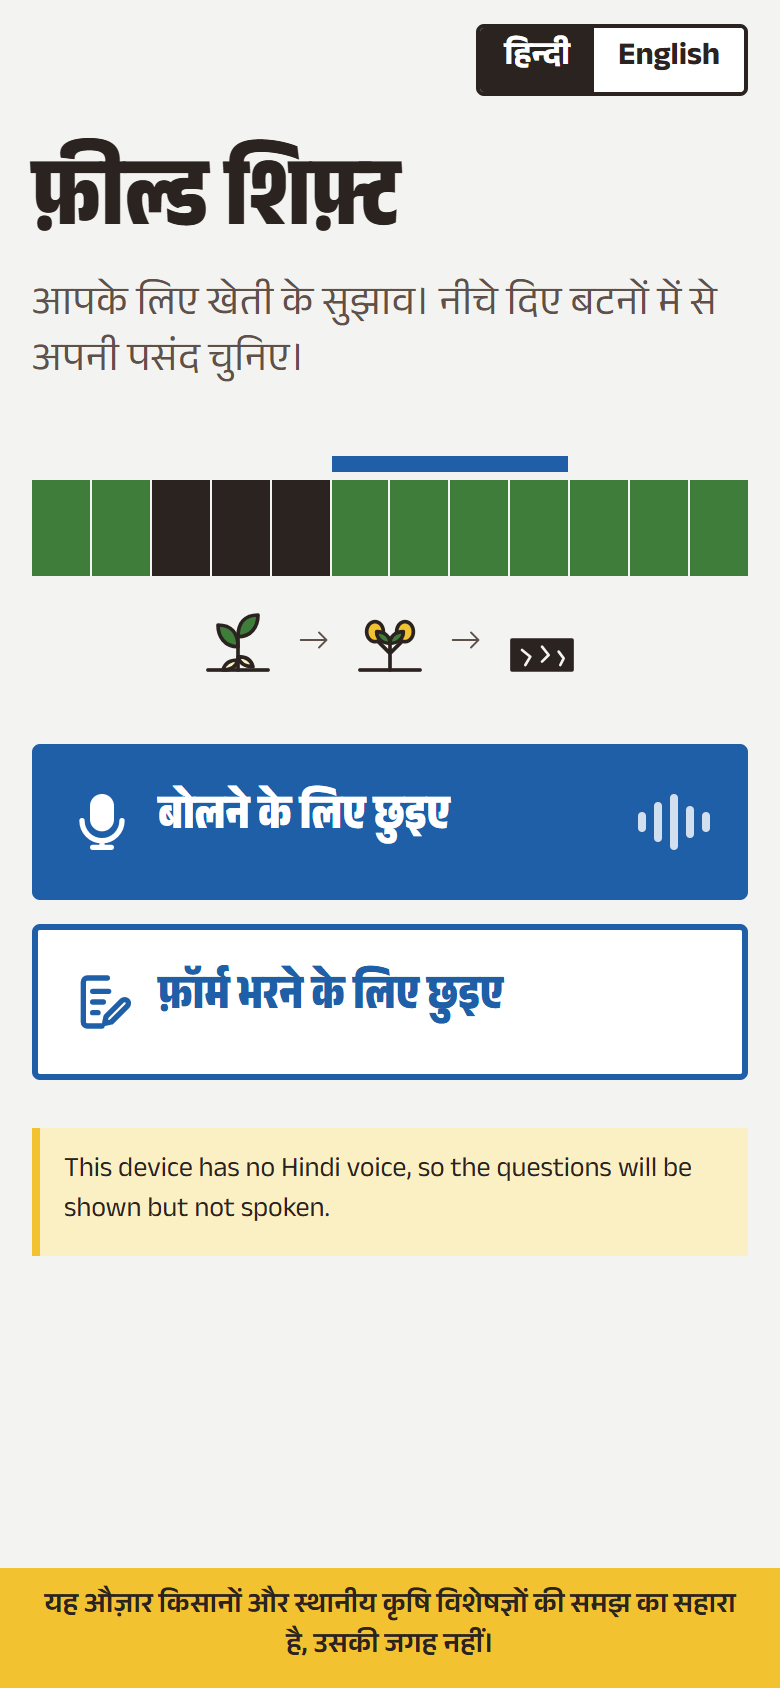 हिन्दी English
फ़ील्ड शिफ़्ट
आपके लिए खेती के सुझाव। नीचे दिए बटनों में से
अपनी पसंद चुनिए।
बोलने के लिए छुइए
फ़ॉर्म भरने के लिए छुइए
This device has no Hindi voice, so the questions will be
shown but not spoken.
यह औज़ार किसानों और स्थानीय कृषि विशेषज्ञों की समझ का सहारा
है, उसकी जगह नहीं।